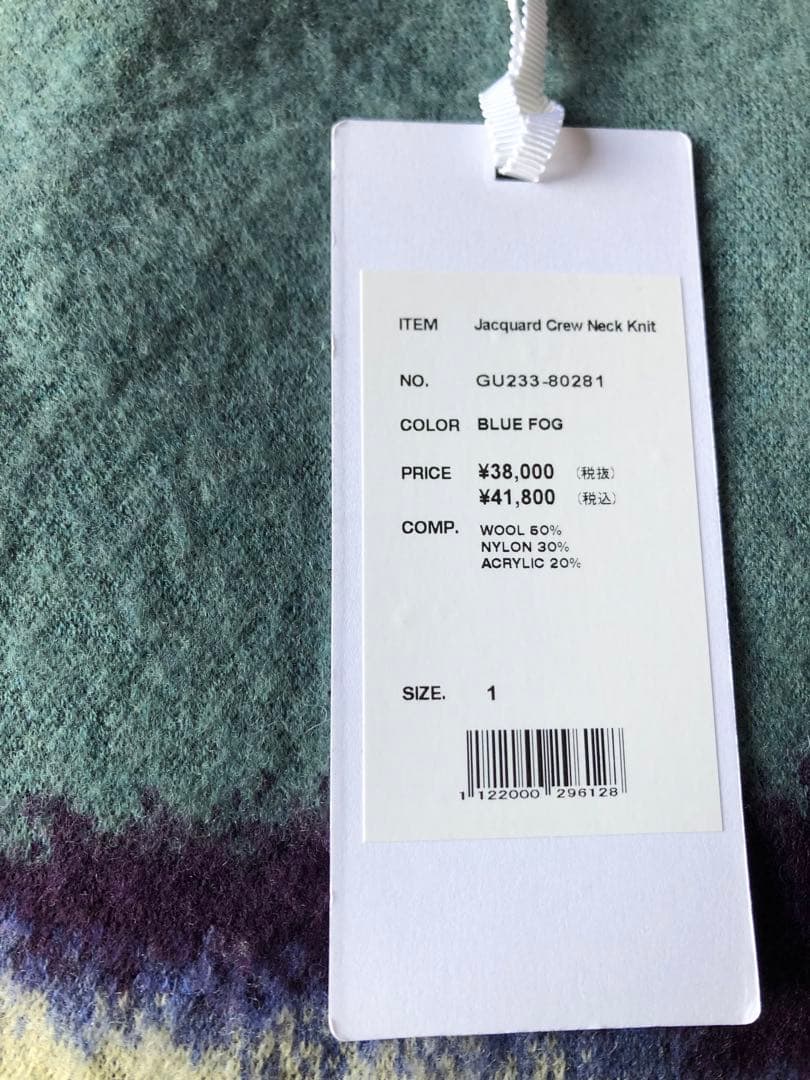 ITEM Jacquard Crew Neck Knit
NO. GU233-80281
COLOR BLUE FOG
PRICE ¥38,000 (税抜)
¥41,800 (税込)
COMP. WOOL 50%
NYLON 30%
ACRYLIC 20%
SIZE. 1
1 122000 296128